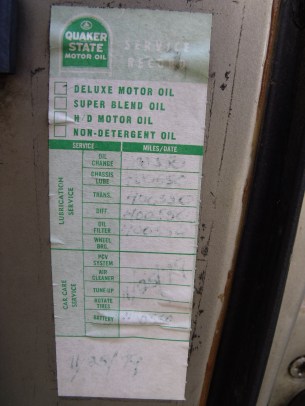 QUAKER
STATE
MOTOR OIL
SERVICE
RECORD
DELUXE MOTOR OIL
SUPER BLEND OIL
H D MOTOR OIL
NON-DETERGENT OIL
SERVICE MILES/DATE
LUBRICATION SERVICE
OIL CHANGE
CHASSIS LUBE
TRANS.
DIFF.
OIL FILTER
WHEEL BRG.
CAR CARE SERVICE
PCV SYSTEM
AIR CLEANER
TUNE-UP
ROTATE TIRES
BATTERY